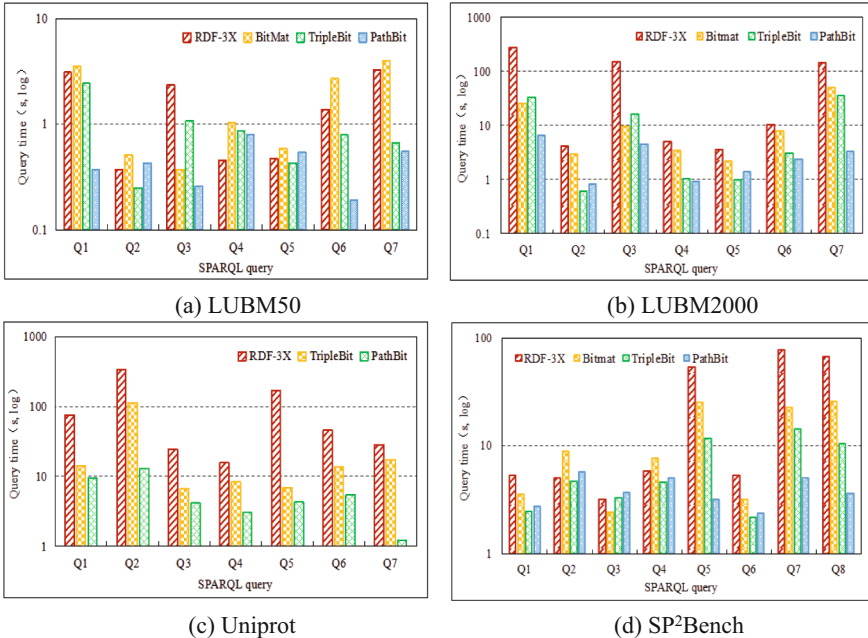 10
RDF-3X BitMat TripleBit PathBit
1
0.1
Query time (s, log)
Q1 Q2 Q3 Q4 Q5 Q6 Q7
SPARQL query
(a) LUBM50
1000
RDF-3X Bitmat TripleBit PathBit
100
10
1
0.1
Query time (s, log)
Q1 Q2 Q3 Q4 Q5 Q6 Q7
SPARQL query
(b) LUBM2000
1000
RDF-3X TripleBit PathBit
100
10
1
Query time (s, log)
Q1 Q2 Q3 Q4 Q5 Q6 Q7
SPARQL query
(c) Uniprot
100
RDF-3X Bitmat TripleBit PathBit
10
1
Query time (s, log)
Q1 Q2 Q3 Q4 Q5 Q6 Q7 Q8
SPARQL query
(d) SP²Bench